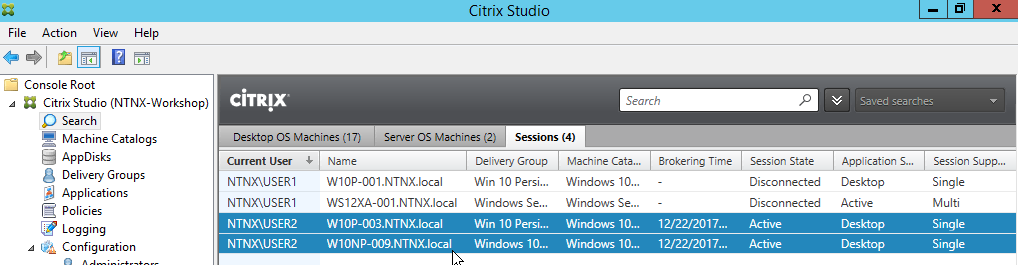 Citrix Studio
File Action View Help
Console Root
Citrix Studio (NTNX-Workshop)
Search
Machine Catalogs
AppDisks
Delivery Groups
Applications
Policies
Logging
Configuration
Administrators
CİTRIX
Search
Saved searches
Desktop OS Machines (17) Server OS Machines (2) Sessions (4)
Current User Name Delivery Group Machine Cata... Brokering Time Session State Application S... Session Supp...
NTNX\USER1 W10P-001.NTNX.local Win 10 Persi... Windows 10... - Disconnected Desktop Single
NTNX\USER1 WS12XA-001.NTNX.local Windows Se... Windows Se... - Disconnected Active Multi
NTNX\USER2 W10P-003.NTNX.local Win 10 Persi... Windows 10... 12/22/2017... Active Desktop Single
NTNX\USER2 W10NP-009.NTNX.local Windows 10... Windows 10... 12/22/2017... Active Desktop Single